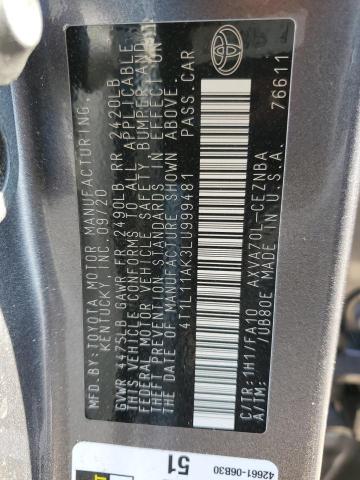 MFD.BY:TOYOTA MOTOR MANUFACTURING,
KENTUCKY, INC. 09/20
GVWR 4475LB GAWR FR 2490LB RR 2420LB
THIS VEHICLE CONFORMS TO ALL APPLICABLE
FEDERAL MOTOR VEHICLE SAFETY, BUMPER, AND
THEFT PREVENTION STANDARDS IN EFFECT ON
THE DATE OF MANUFACTURE SHOWN ABOVE.
4T1L11AK3LU999481 PASS.CAR
C/TR:1H1/FA10 AXVA70L-CEZNBA
A/TM: /UB80E MADE IN U.S.A.
76611
51
42661-06B30